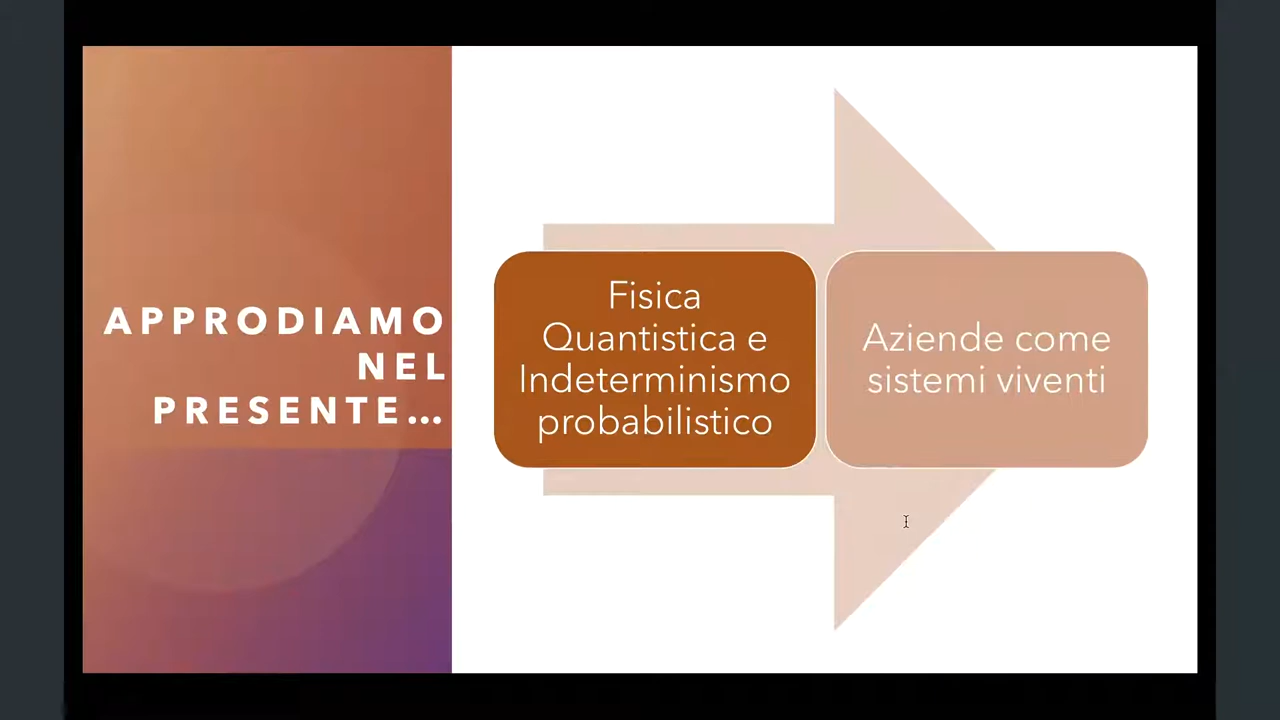 APPRODIAMO
NEL
PRESENTE...
Fisica
Quantistica e
Indeterminismo
probabilistico
Aziende come
sistemi viventi